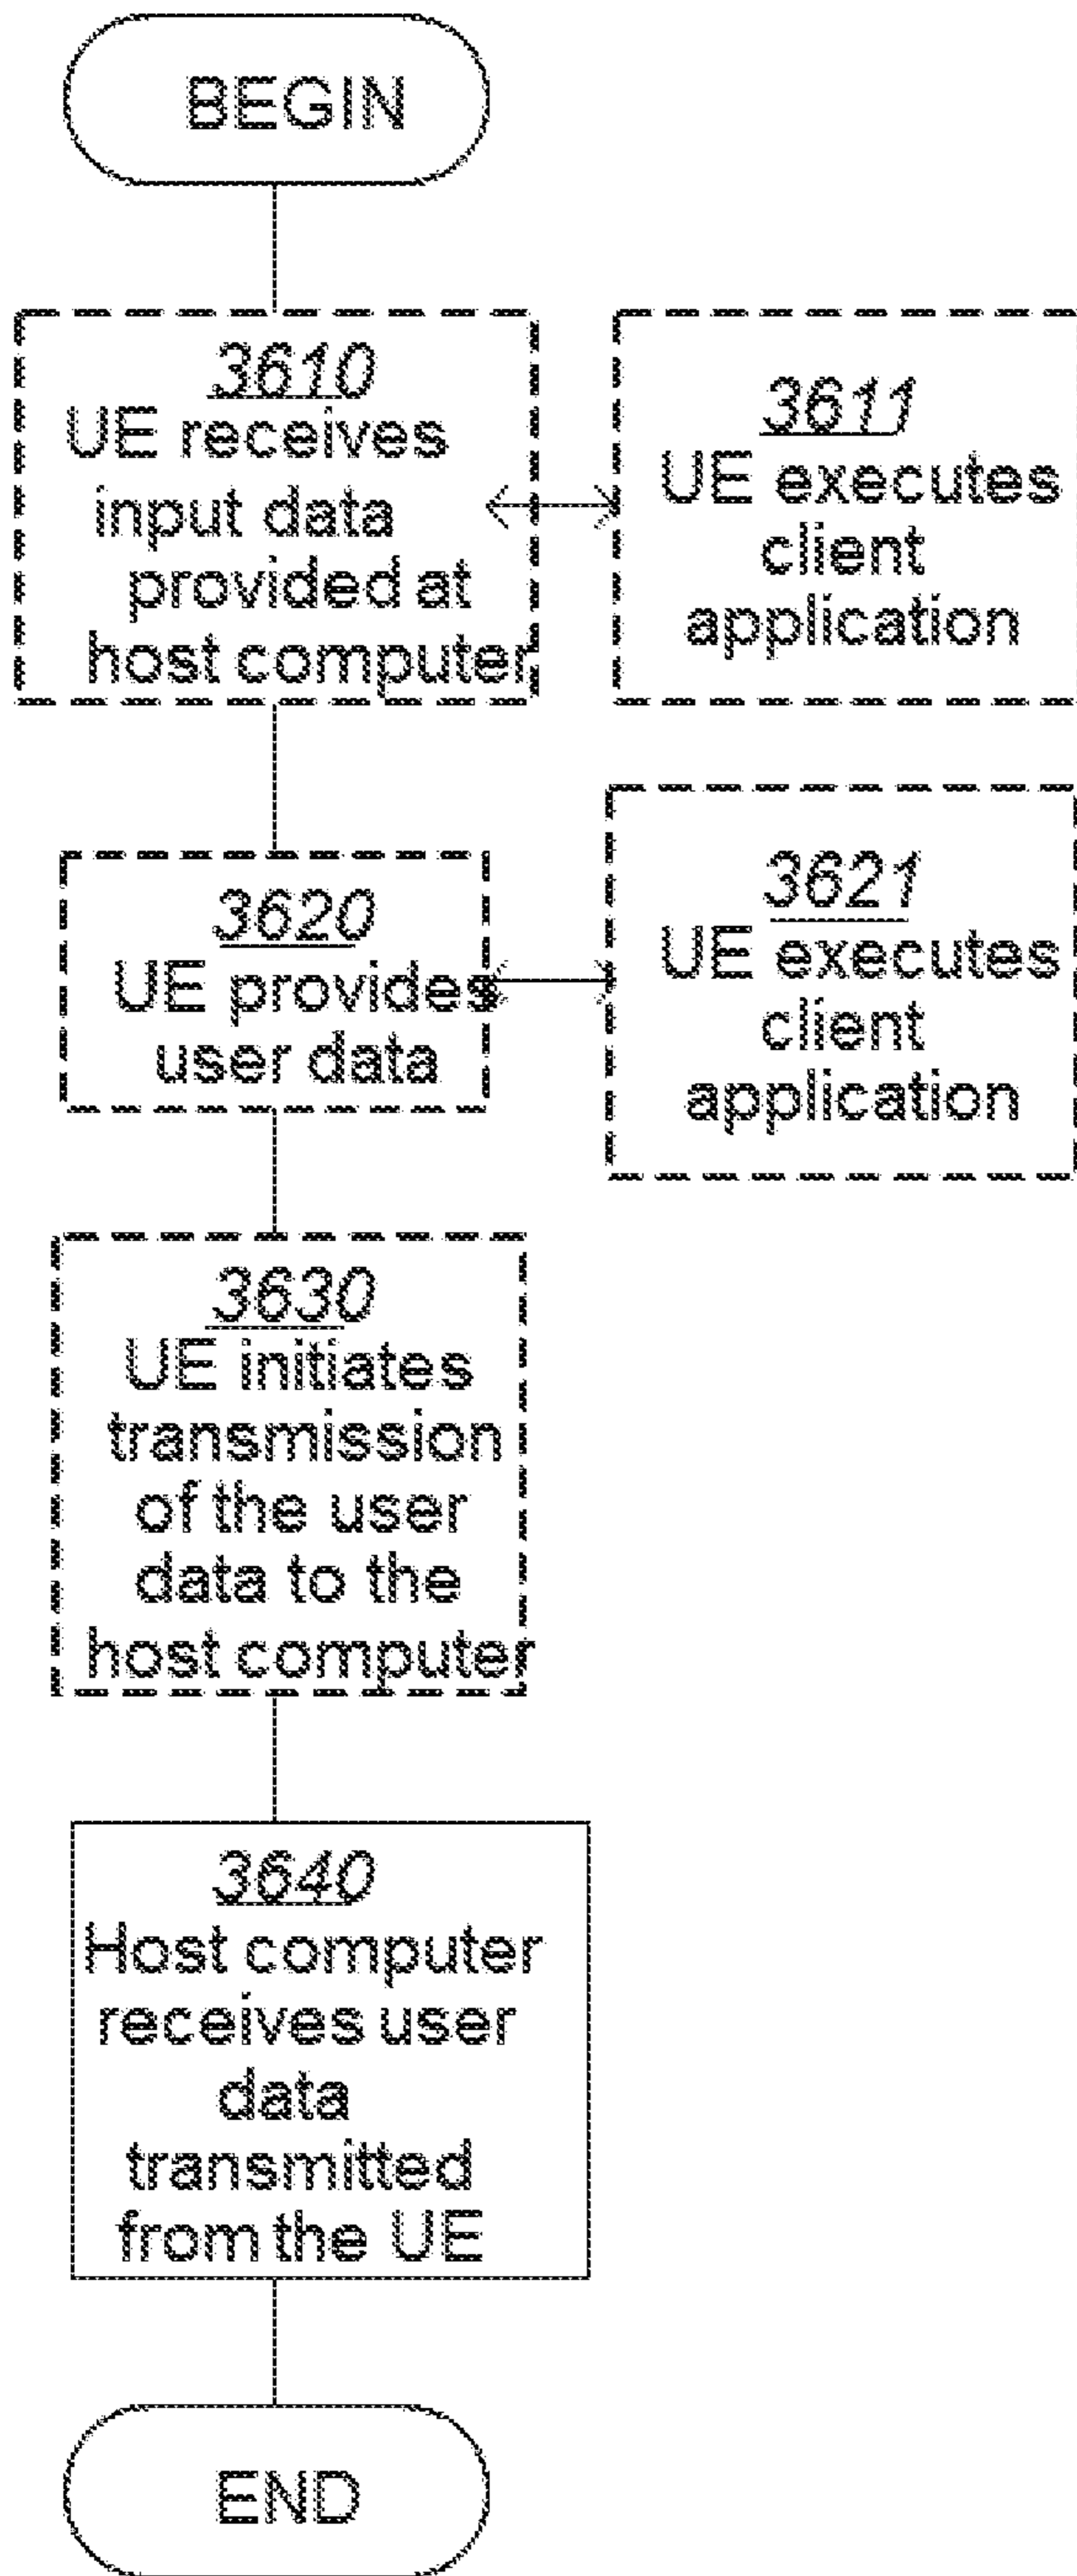 BEGIN
3610
UE receives
input data
provided at
host computer
3611
UE executes
client
application
3620
UE provides
user data
3621
UE executes
client
application
3630
UE initiates
transmission
of the user
data to the
host computer
3640
Host computer
receives user
data
transmitted
from the UE
END